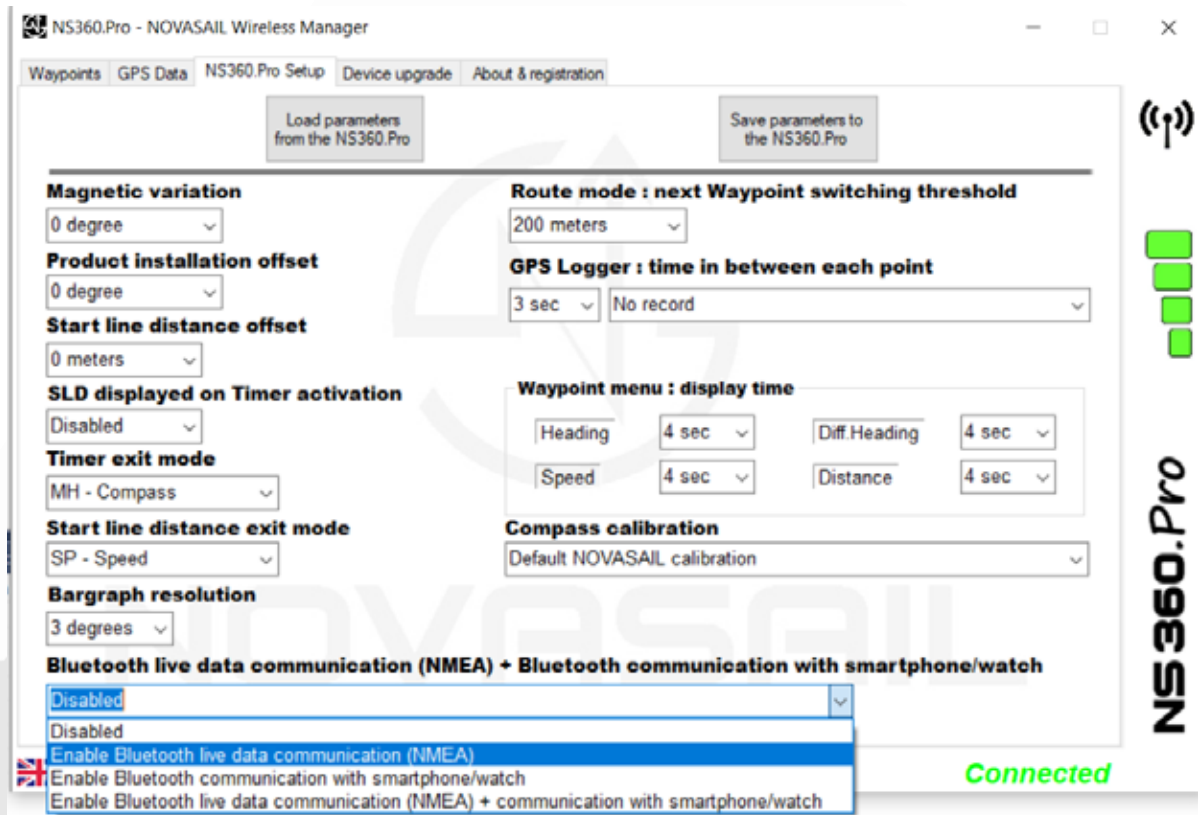 NS360.Pro - NOVASAIL Wireless Manager
Waypoints GPS Data NS360.Pro Setup Device upgrade About & registration
Load parameters
from the NS360.Pro
Save parameters to
the NS360.Pro
Magnetic variation
0 degree
Product installation offset
0 degree
Start line distance offset
0 meters
SLD displayed on Timer activation
Disabled
Timer exit mode
MH - Compass
Start line distance exit mode
SP - Speed
Bargraph resolution
3 degrees
Route mode : next Waypoint switching threshold
200 meters
GPS Logger : time in between each point
3 sec No record
Waypoint menu : display time
Heading 4 sec Diff.Heading 4 sec
Speed 4 sec Distance 4 sec
Compass calibration
Default NOVASAIL calibration
Bluetooth live data communication (NMEA) + Bluetooth communication with smartphone/watch
Disabled
Disabled
Enable Bluetooth live data communication (NMEA)
Enable Bluetooth communication with smartphone/watch
Enable Bluetooth live data communication (NMEA) + communication with smartphone/watch
Connected
NS360.Pro
NOVASAIL